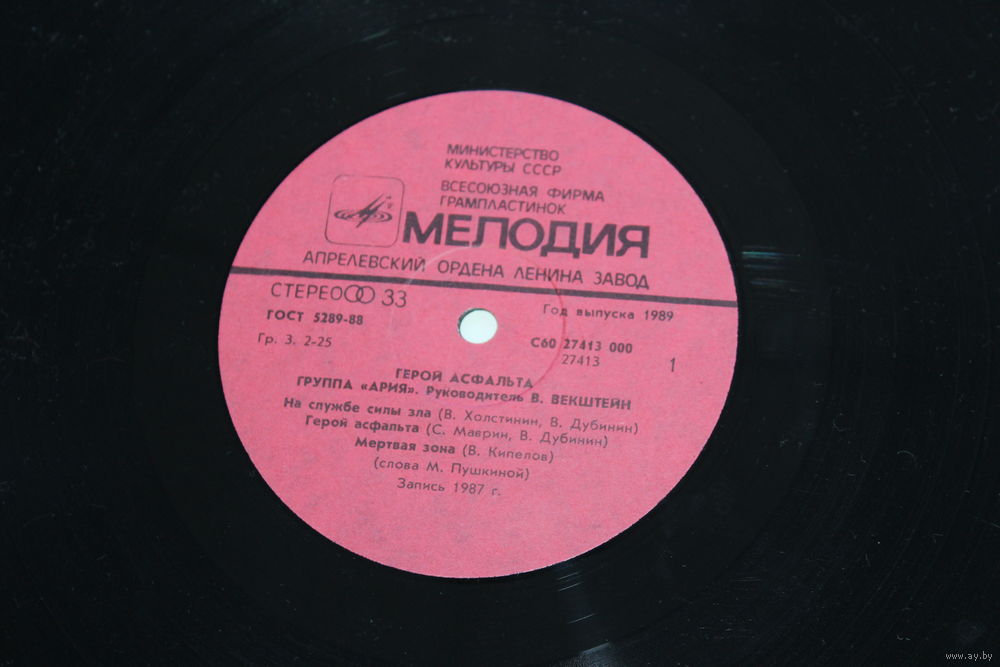 МИНИСТЕРСТВО
КУЛЬТУРЫ СССР
ВСЕСОЮЗНАЯ ФИРМА
ГРАМПЛАСТИНОК
МЕЛОДИЯ
АПРЕЛЕВСКИЙ ОРДЕНА ЛЕНИНА ЗАВОД
СТЕРЕО 33
Год выпуска 1989
ГОСТ 5289-88
С60 27413 000
Гр. 3. 2-25
27413
1
ГЕРОЙ АСФАЛЬТА
ГРУППА «АРИЯ». Руководитель В. ВЕКШТЕЙН
На службе силы зла (В. Холстинин, В. Дубинин)
Герой асфальта (С. Маврин, В. Дубинин)
Мертвая зона (В. Кипелов)
(слова М. Пушкиной)
Запись 1987 г.
www.ay.by